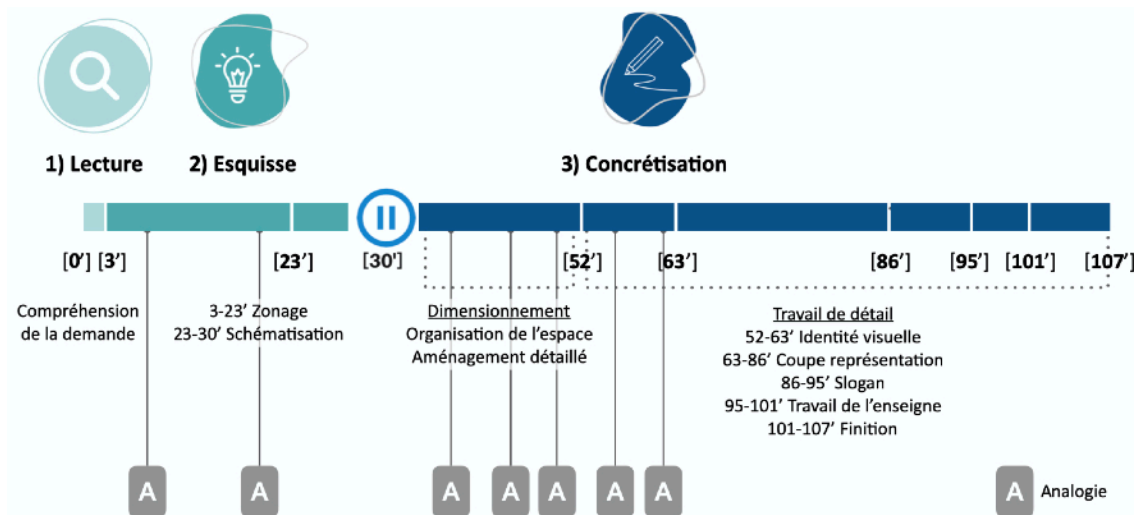 1) Lecture
2) Esquisse
3) Concrétisation
[0′] [3′] [23′] [30'] [52′] [63′] [86′] [95′] [101′] [107′]
Compréhension
de la demande
3-23′ Zonage
23-30′ Schématisation
Dimensionnement
Organisation de l’espace
Aménagement détaillé
Travail de détail
52-63′ Identité visuelle
63-86′ Coupe représentation
86-95′ Slogan
95-101′ Travail de l’enseigne
101-107′ Finition
A A A A A A A
A Analogie